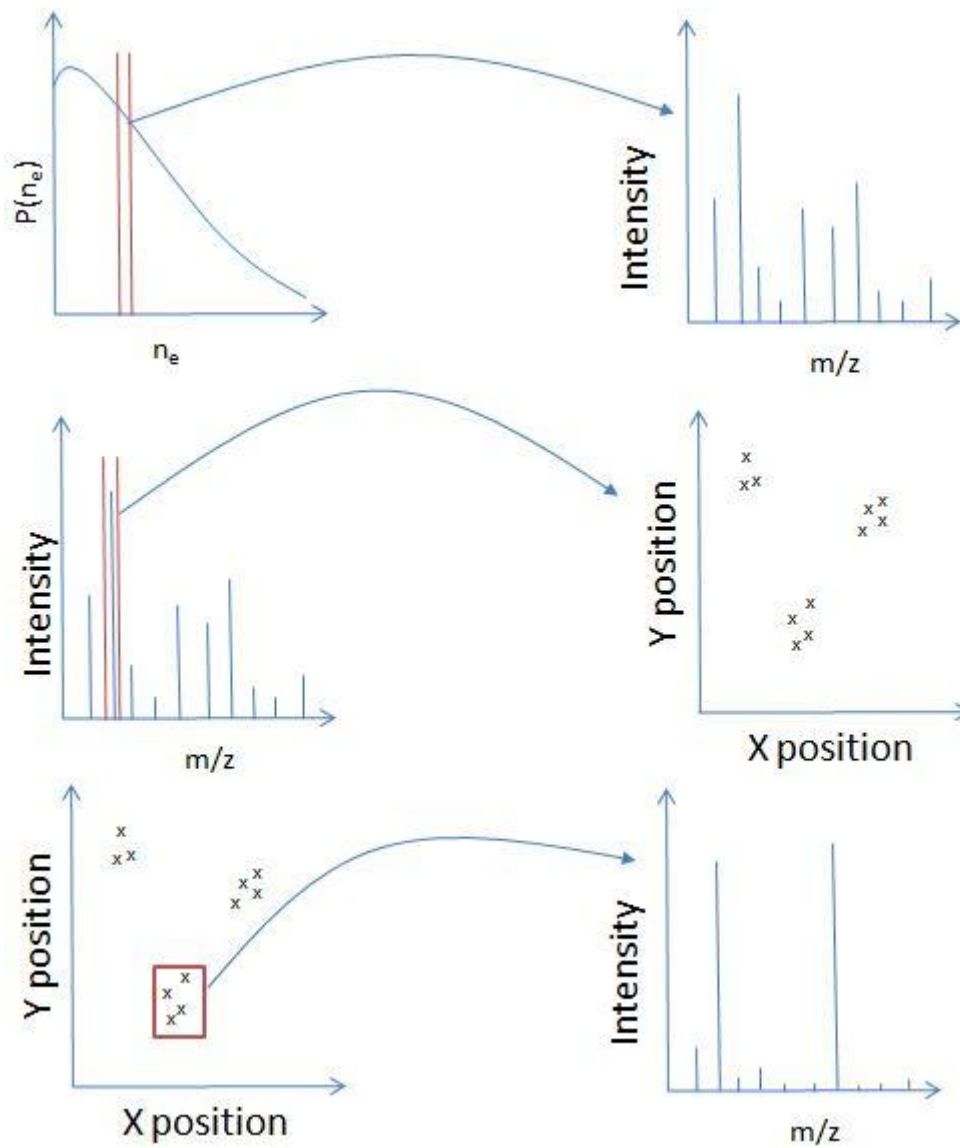 P(nₑ)
nₑ
Intensity
m/z
Intensity
m/z
Y position
x
x x
x
x
x
x
x
x
x
x
X position
Y position
x
x x
x
x
x
x
x
x
x
x
X position
Intensity
m/z